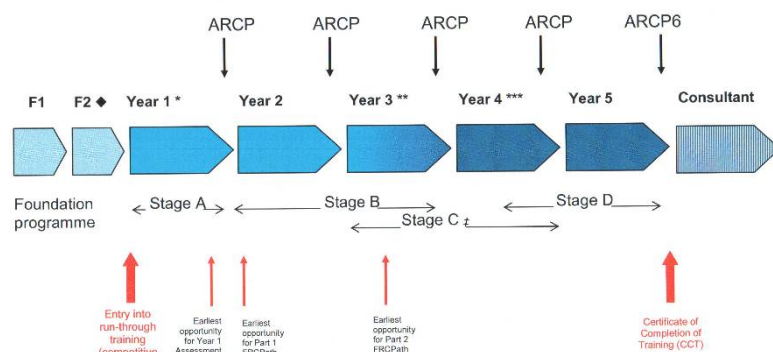 ARCP ARCP ARCP ARCP ARCP6
F1 F2 ◆ Year 1 * Year 2 Year 3 ** Year 4 *** Year 5 Consultant
Foundation
programme
Stage A
Stage B
Stage C ‡
Stage D
Entry into
run-through
training
(competitive
Earliest
opportunity
for Year 1
Assessment
Earliest
opportunity
for Part 1
FRCPath
Earliest
opportunity
for Part 2
FRCPath
Certificate of
Completion of
Training (CCT)